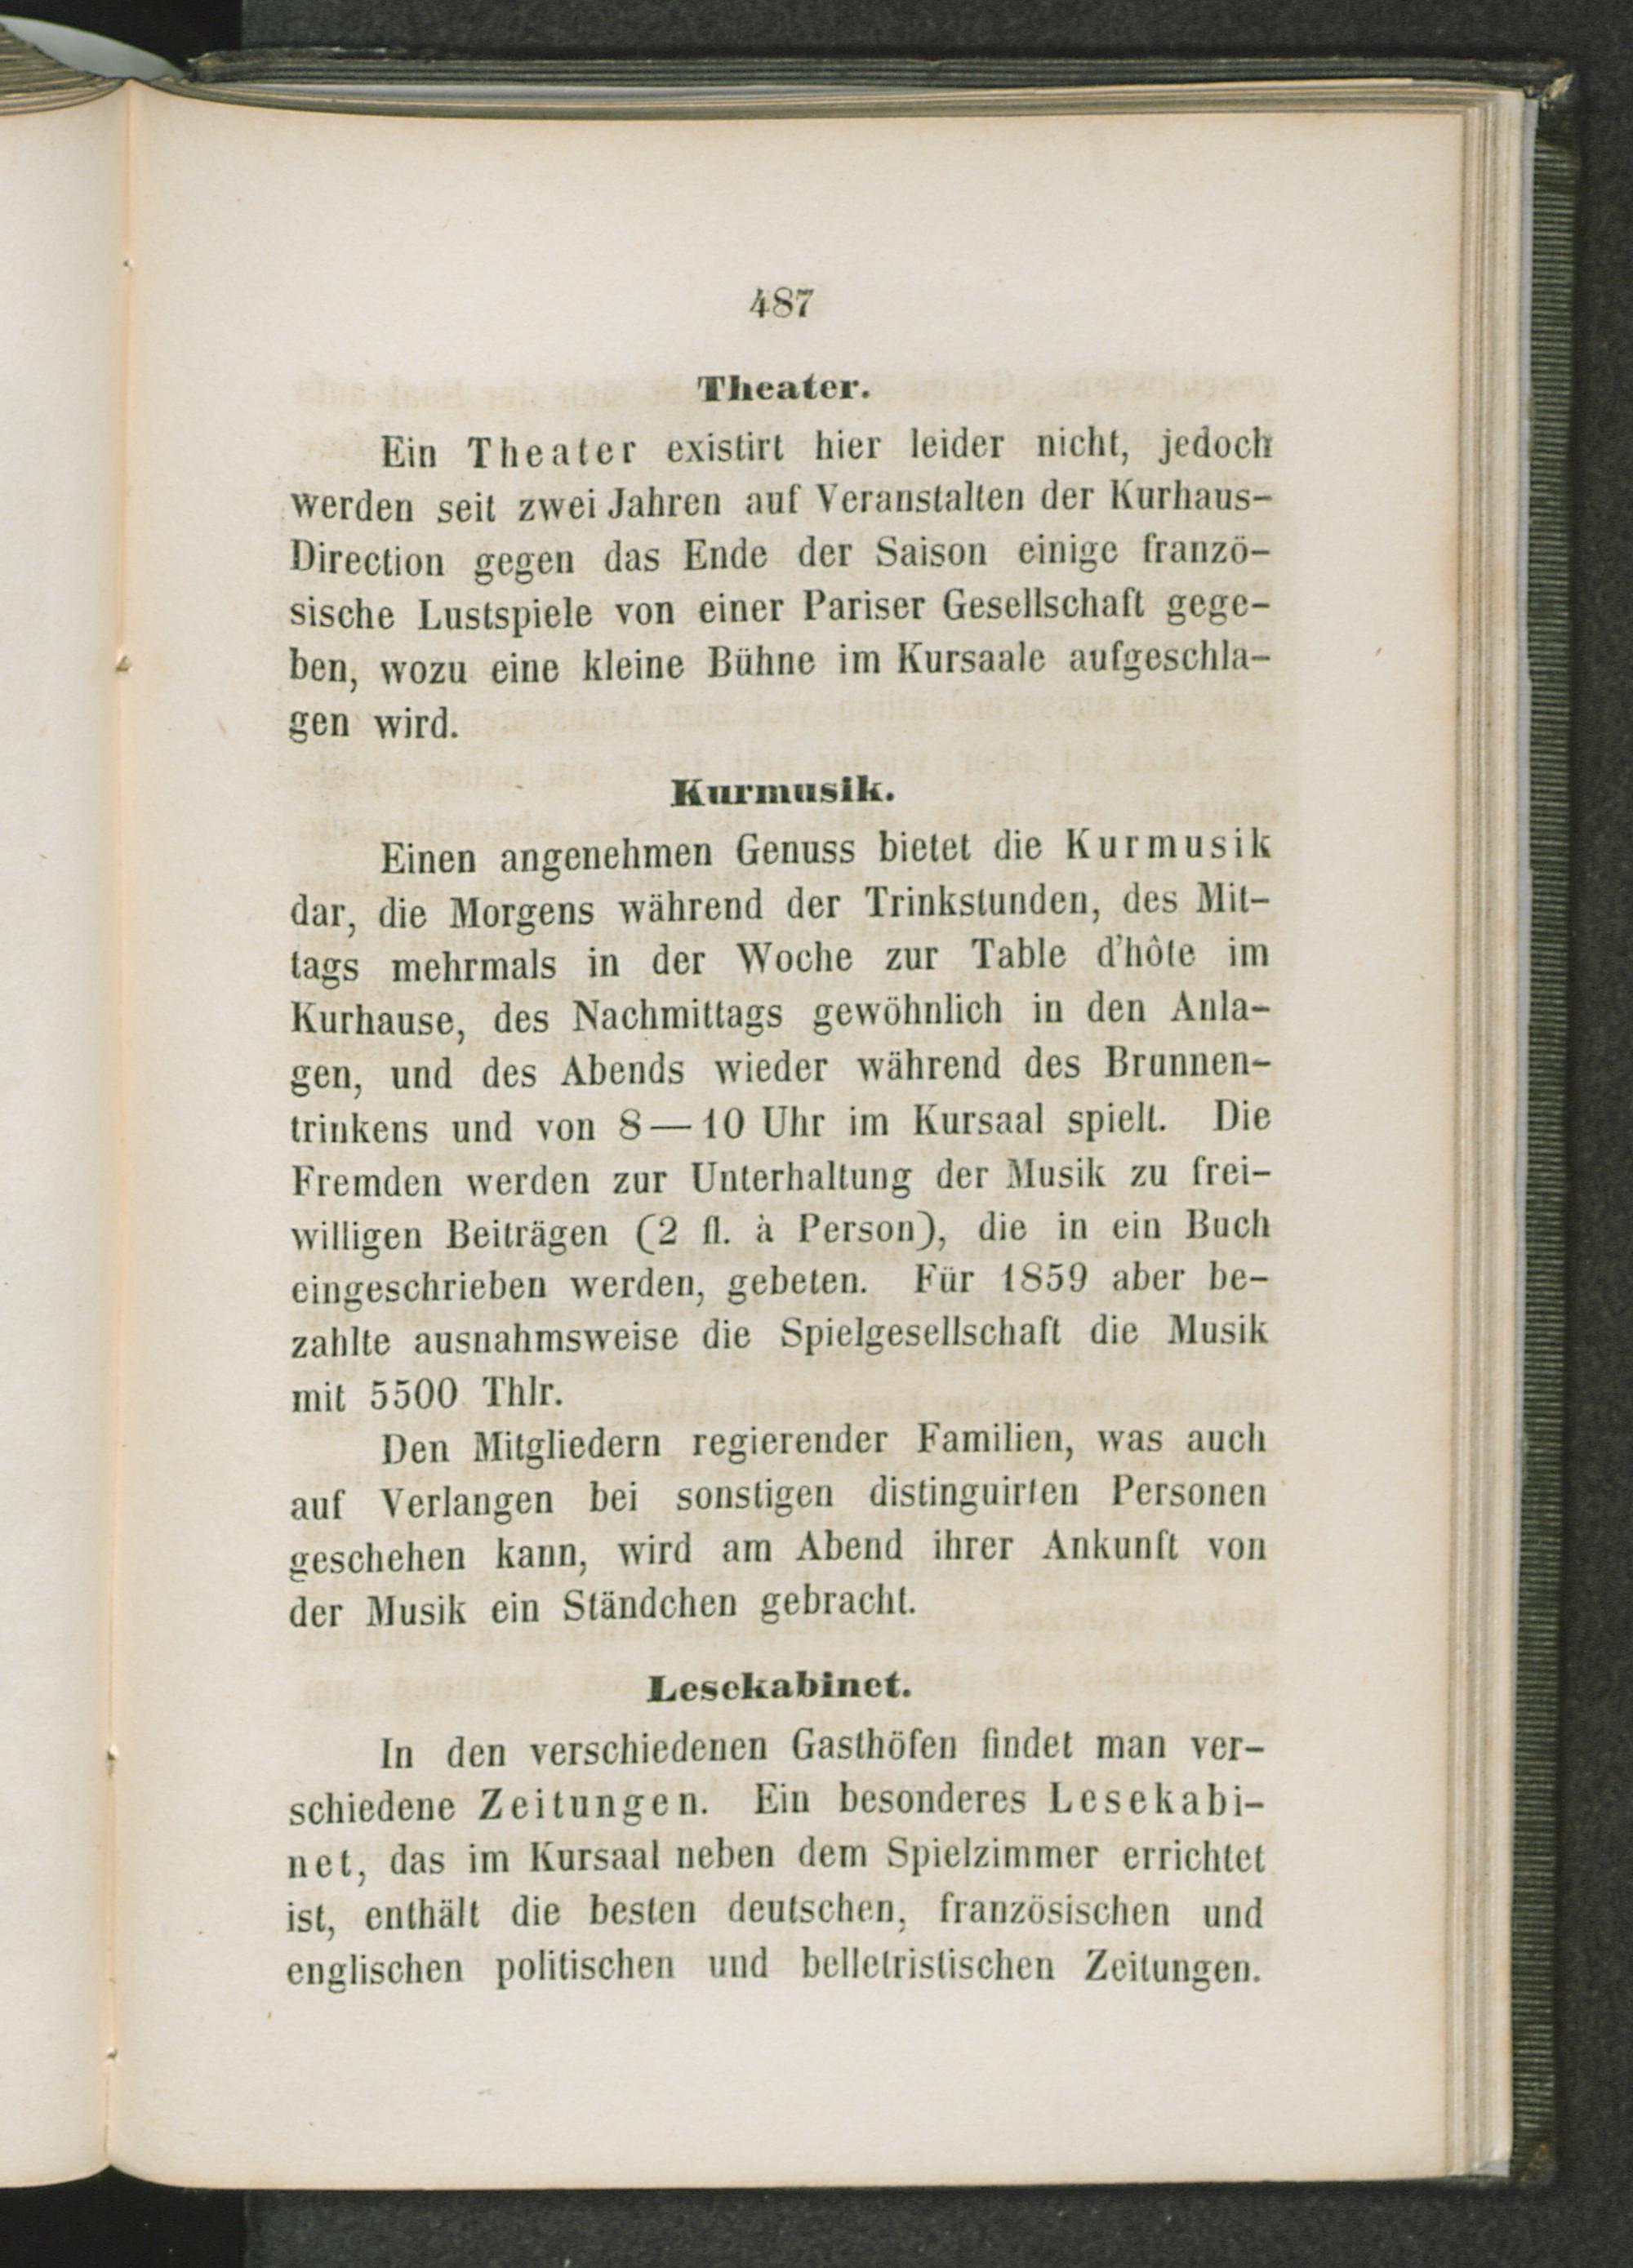 487
Theater.
Ein Theater existirt hier leider nicht, jedoch
werden seit zwei Jahren auf Veranstalten der Kurhaus-
Direction gegen das Ende der Saison einige franzö-
sische Lustspiele von einer Pariser Gesellschaft gege-
ben, wozu eine kleine Bühne im Kursaale aufgeschla-
gen wird.
Kurmusik.
Einen angenehmen Genuss bietet die Kurmusik
dar, die Morgens während der Trinkstunden, des Mit-
tags mehrmals in der Woche zur Table d'hôte im
Kurhause, des Nachmittags gewöhnlich in den Anla-
gen, und des Abends wieder während des Brunnen-
trinkens und von 8—10 Uhr im Kursaal spielt. Die
Fremden werden zur Unterhaltung der Musik zu frei-
willigen Beiträgen (2 fl. à Person), die in ein Buch
eingeschrieben werden, gebeten. Für 1859 aber be-
zahlte ausnahmsweise die Spielgesellschaft die Musik
mit 5500 Thlr.
Den Mitgliedern regierender Familien, was auch
auf Verlangen bei sonstigen distinguirten Personen
geschehen kann, wird am Abend ihrer Ankunft von
der Musik ein Ständchen gebracht.
Lesekabinet.
In den verschiedenen Gasthöfen findet man ver-
schiedene Zeitungen. Ein besonderes Lesekabi-
net, das im Kursaal neben dem Spielzimmer errichtet
ist, enthält die besten deutschen, französischen und
englischen politischen und belletristischen Zeitungen.